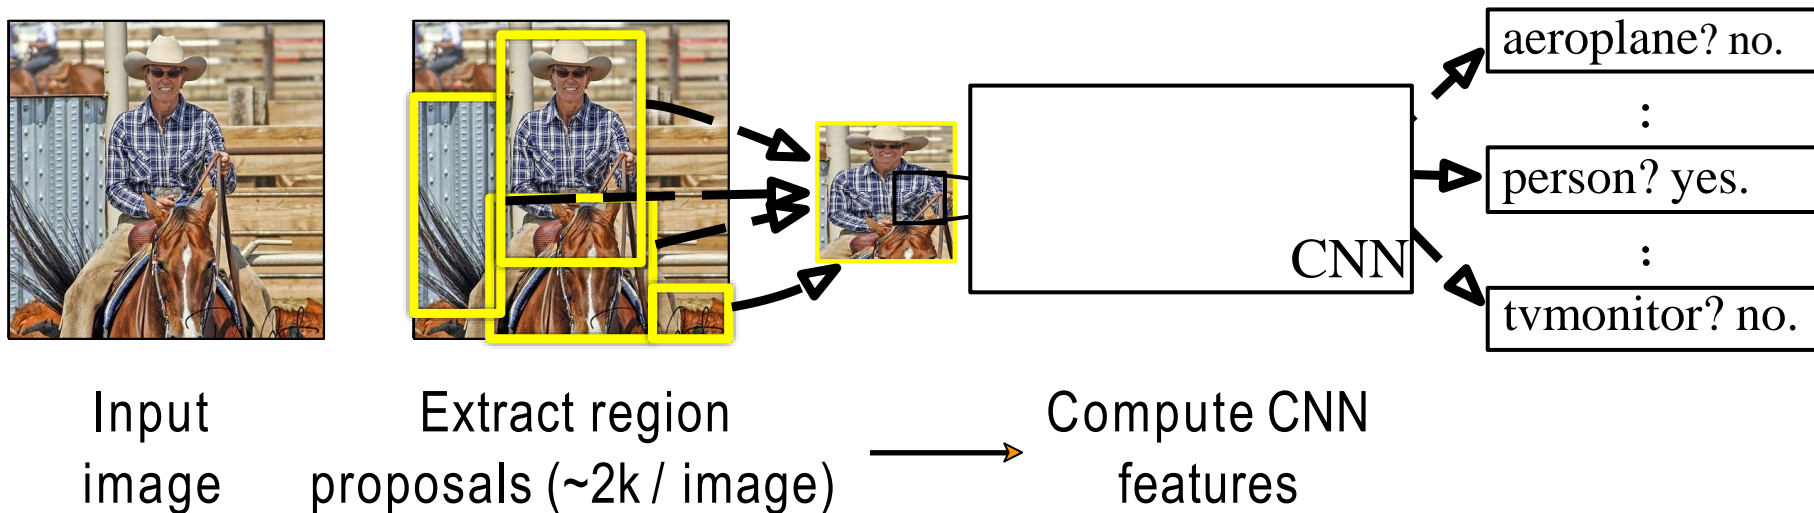 aeroplane? no.
:
person? yes.
:
tvmonitor? no.
CNN
Input
image
Extract region
proposals (~2k / image)
Compute CNN
features